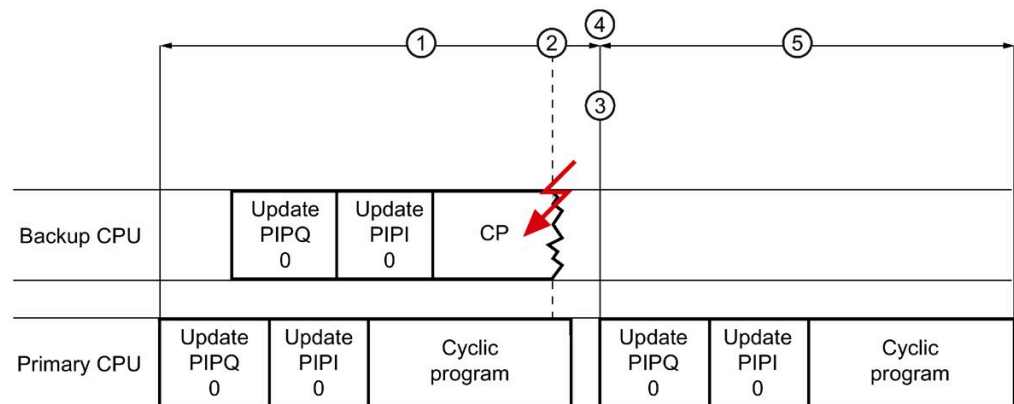 ④
① ② ⑤
③
Backup CPU
Update
PIPQ
0
Update
PIPI
0
CP
Primary CPU
Update
PIPQ
0
Update
PIPI
0
Cyclic
program
Update
PIPQ
0
Update
PIPI
0
Cyclic
program